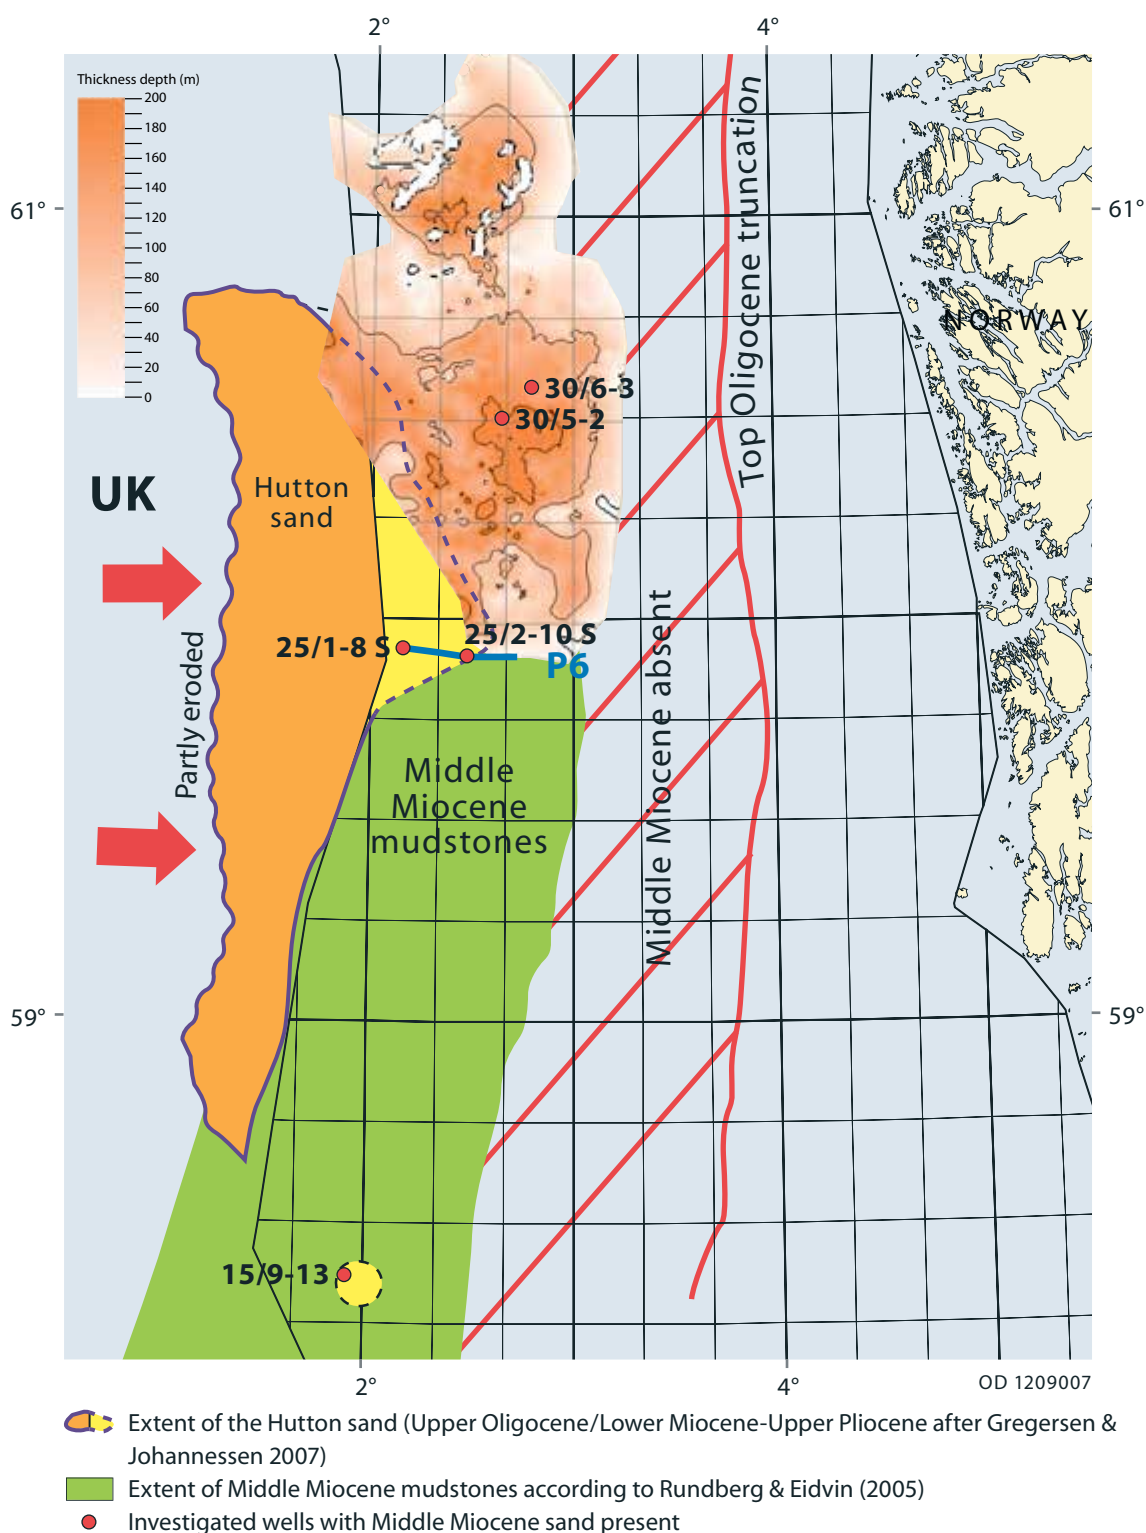 2°
4°
Thickness depth (m)
200
180
160
140
120
100
80
60
40
20
0
61°
61°
Top Oligocene truncation
NORWAY
30/6-3
30/5-2
UK
Hutton
sand
Partly eroded
25/1-8 S
25/2-10 S
P6
Middle Miocene absent
Middle
Miocene
mudstones
59°
59°
15/9-13
2°
4°
OD 1209007
Extent of the Hutton sand (Upper Oligocene/Lower Miocene-Upper Pliocene after Gregersen &
Johannessen 2007)
Extent of Middle Miocene mudstones according to Rundberg & Eidvin (2005)
Investigated wells with Middle Miocene sand present